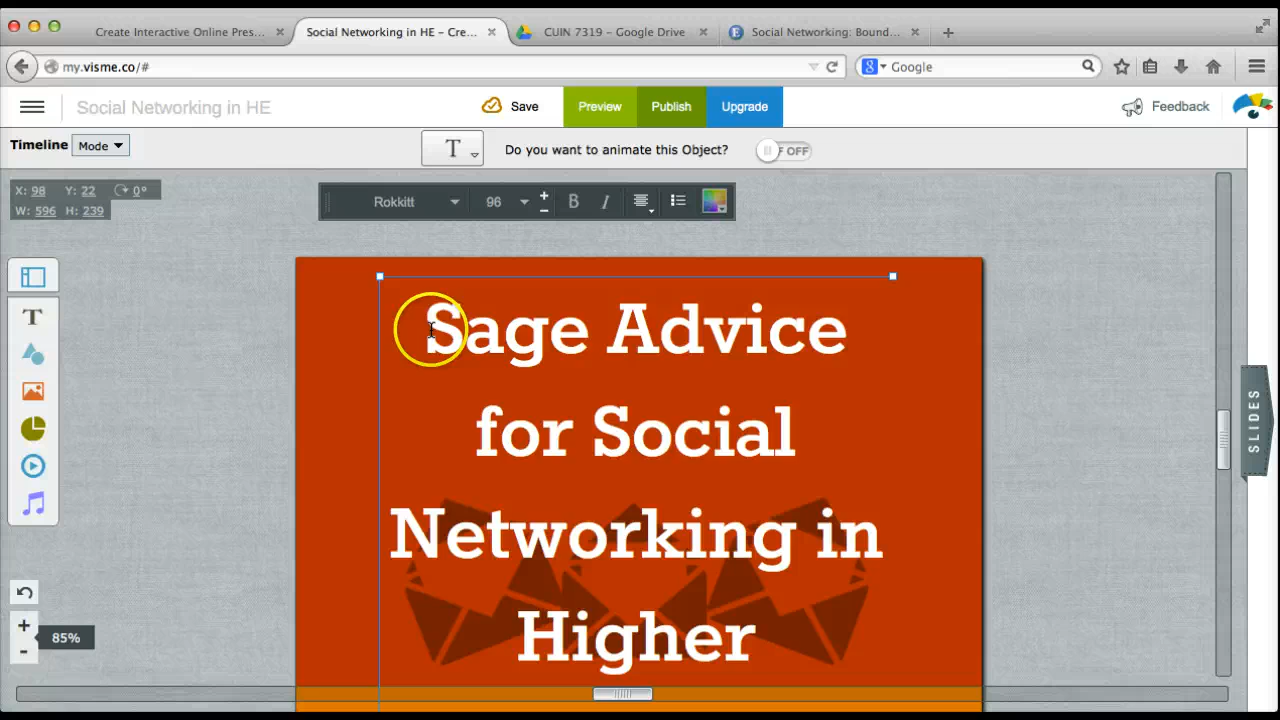 Create Interactive Online Pres...
Social Networking in HE – Cre...
CUIN 7319 – Google Drive
Social Networking: Bound...
my.visme.co/#
Google
Social Networking in HE
Save
Preview
Publish
Upgrade
Feedback
Timeline
Mode
T
Do you want to animate this Object?
OFF
X: 98 Y: 22 0°
W: 596 H: 239
Rokkitt
96
B
I
T
Sage Advice
for Social
Networking in
Higher
SLIDES
85%